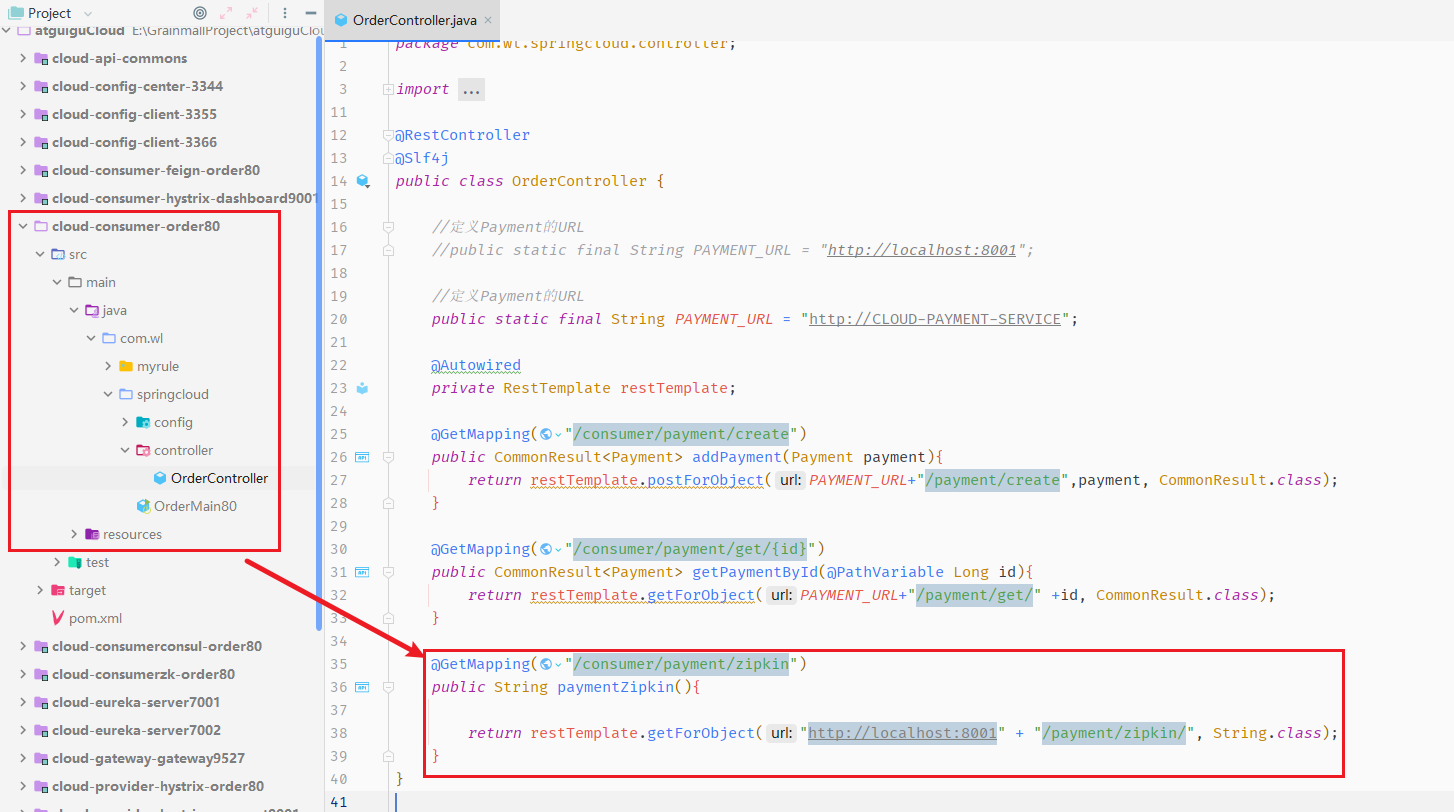 Project
OrderController.java
atguiguCloud E:\GrainmallProject\atguiguClou
cloud-api-commons
cloud-config-center-3344
cloud-config-client-3355
cloud-config-client-3366
cloud-consumer-feign-order80
cloud-consumer-hystrix-dashboard9001
cloud-consumer-order80
src
main
java
com.wl
myrule
springcloud
config
controller
OrderController
OrderMain80
resources
test
target
pom.xml
cloud-consumerconsul-order80
cloud-consumerzk-order80
cloud-eureka-server7001
cloud-eureka-server7002
cloud-gateway-gateway9527
cloud-provider-hystrix-order80
1 package com.wl.springcloud.controller;
2
3 import ...
11
12 @RestController
13 @Slf4j
14 public class OrderController {
15
16 //定义Payment的URL
17 //public static final String PAYMENT_URL = "http://localhost:8001";
18
19 //定义Payment的URL
20 public static final String PAYMENT_URL = "http://CLOUD-PAYMENT-SERVICE";
21
22 @Autowired
23 private RestTemplate restTemplate;
24
25 @GetMapping("/consumer/payment/create")
26 public CommonResult<Payment> addPayment(Payment payment){
27 return restTemplate.postForObject( url: PAYMENT_URL+"/payment/create",payment, CommonResult.class);
28 }
29
30 @GetMapping("/consumer/payment/get/{id}")
31 public CommonResult<Payment> getPaymentById(@PathVariable Long id){
32 return restTemplate.getForObject( url: PAYMENT_URL+"/payment/get/" +id, CommonResult.class);
33 }
34
35 @GetMapping("/consumer/payment/zipkin")
36 public String paymentZipkin(){
37
38 return restTemplate.getForObject( url: "http://localhost:8001" + "/payment/zipkin/", String.class);
39 }
40 }
41